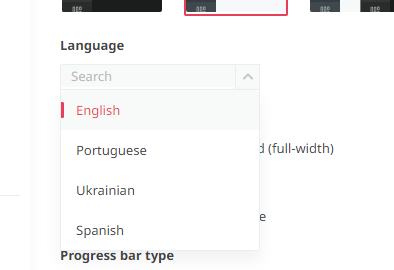 Language
Search
English
Portuguese
d (full-width)
Ukrainian
e
Spanish
Progress bar type